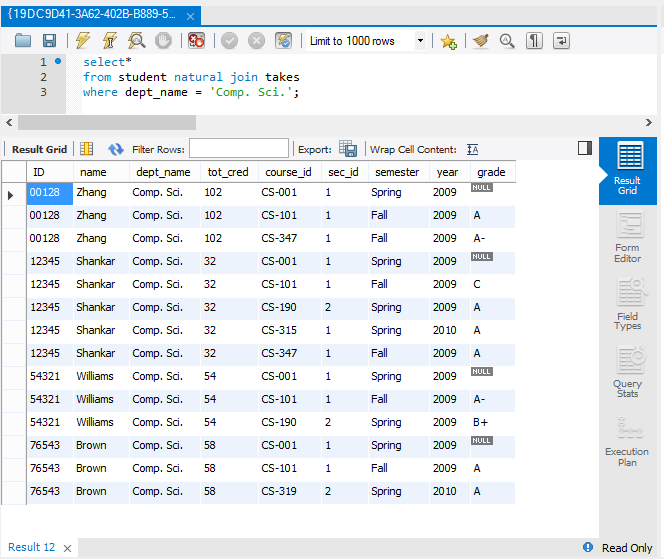 {19DC9D41-3A62-402B-B889-5...
Limit to 1000 rows
1 select*
2 from student natural join takes
3 where dept_name = 'Comp. Sci.';
Result Grid Filter Rows: Export: Wrap Cell Content:
ID name dept_name tot_cred course_id sec_id semester year grade
00128 Zhang Comp. Sci. 102 CS-001 1 Spring 2009 NULL
00128 Zhang Comp. Sci. 102 CS-101 1 Fall 2009 A
00128 Zhang Comp. Sci. 102 CS-347 1 Fall 2009 A-
12345 Shankar Comp. Sci. 32 CS-001 1 Spring 2009 NULL
12345 Shankar Comp. Sci. 32 CS-101 1 Fall 2009 C
12345 Shankar Comp. Sci. 32 CS-190 2 Spring 2009 A
12345 Shankar Comp. Sci. 32 CS-315 1 Spring 2010 A
12345 Shankar Comp. Sci. 32 CS-347 1 Fall 2009 A
54321 Williams Comp. Sci. 54 CS-001 1 Spring 2009 NULL
54321 Williams Comp. Sci. 54 CS-101 1 Fall 2009 A-
54321 Williams Comp. Sci. 54 CS-190 2 Spring 2009 B+
76543 Brown Comp. Sci. 58 CS-001 1 Spring 2009 NULL
76543 Brown Comp. Sci. 58 CS-101 1 Fall 2009 A
76543 Brown Comp. Sci. 58 CS-319 2 Spring 2010 A
Result
Grid
Form
Editor
Field
Types
Query
Stats
Execution
Plan
Result 12
Read Only